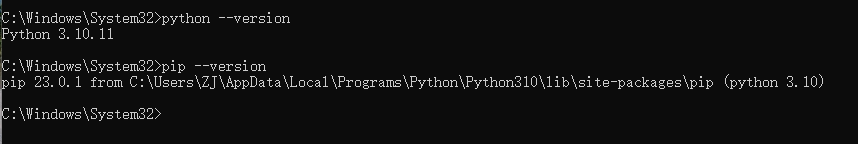 C:\Windows\System32>python --version
Python 3.10.11
C:\Windows\System32>pip --version
pip 23.0.1 from C:\Users\ZJ\AppData\Local\Programs\Python\Python310\lib\site-packages\pip (python 3.10)
C:\Windows\System32>